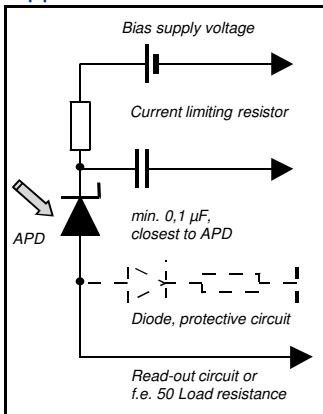 Bias supply voltage
Current limiting resistor
min. 0,1 µF,
closest to APD
APD
Diode, protective circuit
Read-out circuit or
f.e. 50 Load resistance